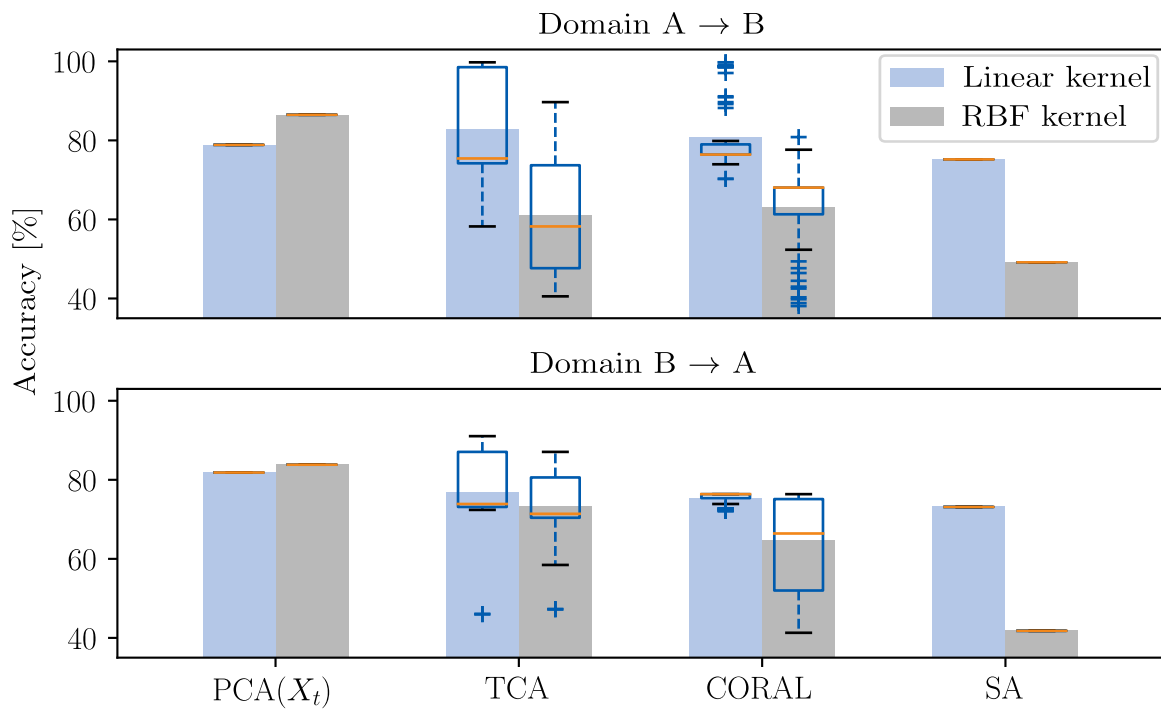 Domain A → B
Accuracy [%]
100
80
60
40
Linear kernel
RBF kernel
Domain B → A
100
80
60
40
PCA(X_t)
TCA
CORAL
SA